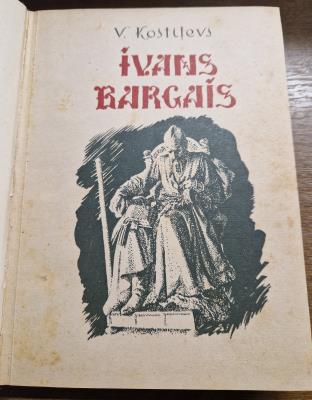 V. Kostiļevs
IVANS
BARGAIS